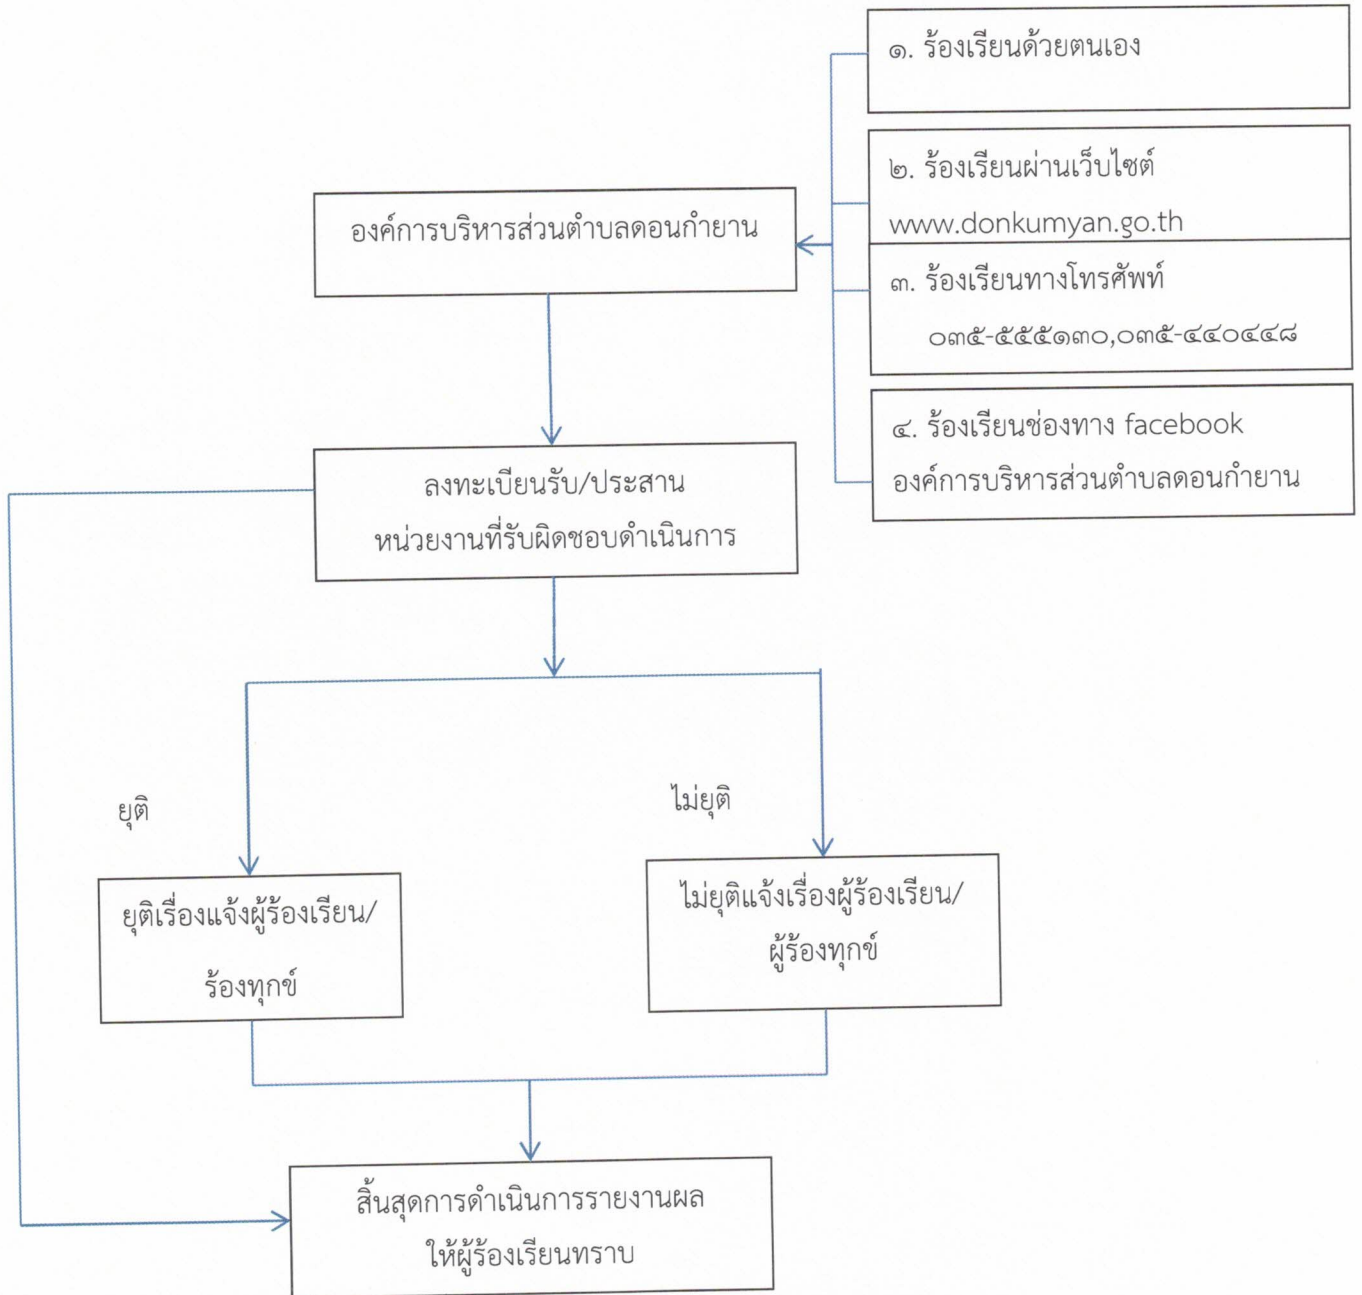 ๑. ร้องเรียนด้วยตนเอง
๒. ร้องเรียนผ่านเว็บไซต์
www.donkumyan.go.th
๓. ร้องเรียนทางโทรศัพท์
๐๓๕-๕๕๕๑๓๐,๐๓๕-๔๔๐๔๔๘
๔. ร้องเรียนช่องทาง facebook
องค์การบริหารส่วนตำบลดอนกำยาน
องค์การบริหารส่วนตำบลดอนกำยาน
ลงทะเบียนรับ/ประสาน
หน่วยงานที่รับผิดชอบดำเนินการ
ยุติ
ไม่ยุติ
ยุติเรื่องแจ้งผู้ร้องเรียน/
ร้องทุกข์
ไม่ยุติแจ้งเรื่องผู้ร้องเรียน/
ผู้ร้องทุกข์
สิ้นสุดการดำเนินการรายงานผล
ให้ผู้ร้องเรียนทราบ